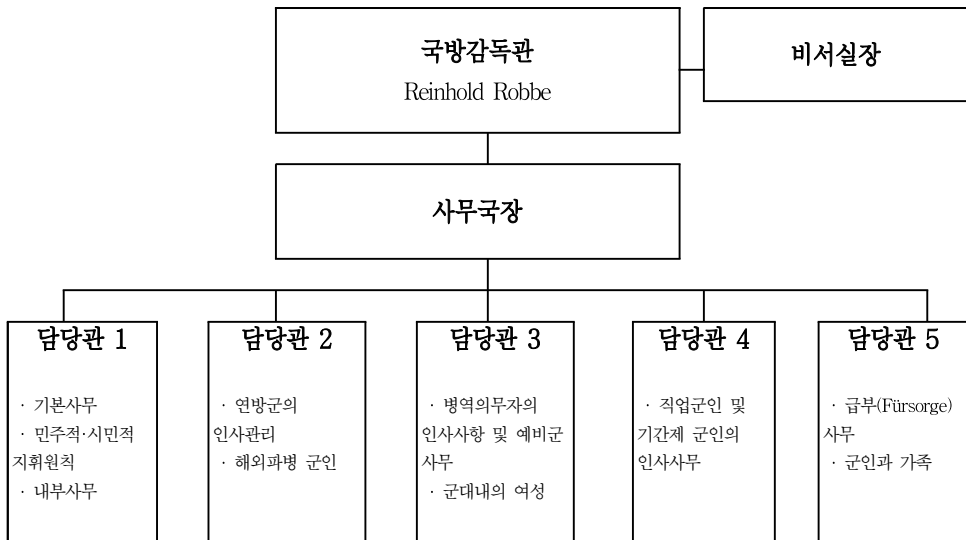 국방감독관
Reinhold Robbe
비서실장
사무국장
담당관 1
· 기본사무
· 민주적·시민적
지휘원칙
· 내부사무
담당관 2
· 연방군의
인사관리
· 해외파병 군인
담당관 3
· 병역의무자의
인사사항 및 예비군
사무
· 군대내의 여성
담당관 4
· 직업군인 및
기간제 군인의
인사사무
담당관 5
· 급부(Fürsorge)
사무
· 군인과 가족